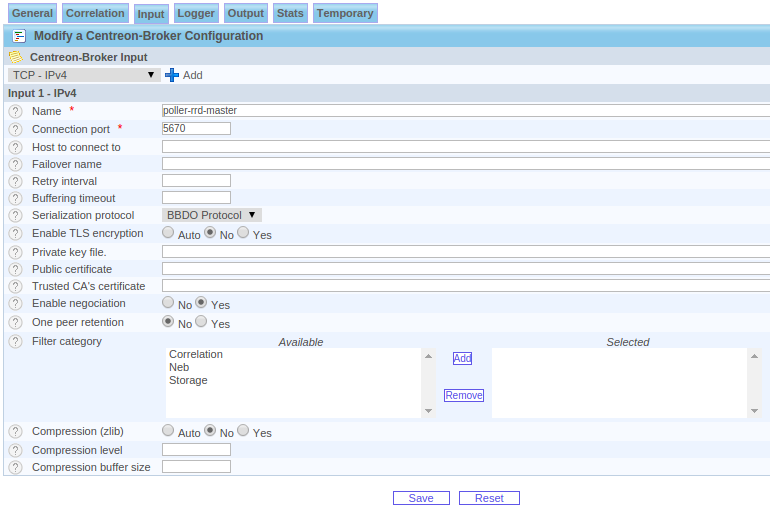 General Correlation Input Logger Output Stats Temporary
Modify a Centreon-Broker Configuration
Centreon-Broker Input
TCP - IPv4 ▼ Add
Input 1 - IPv4
? Name * poller-rrd-master
? Connection port * 5670
? Host to connect to
? Failover name
? Retry interval
? Buffering timeout
? Serialization protocol BBDO Protocol ▼
? Enable TLS encryption Auto No Yes
? Private key file.
? Public certificate
? Trusted CA's certificate
? Enable negociation No Yes
? One peer retention No Yes
? Filter category Available Selected
Correlation
Neb
Storage
Add
Remove
? Compression (zlib) Auto No Yes
? Compression level
? Compression buffer size
Save Reset